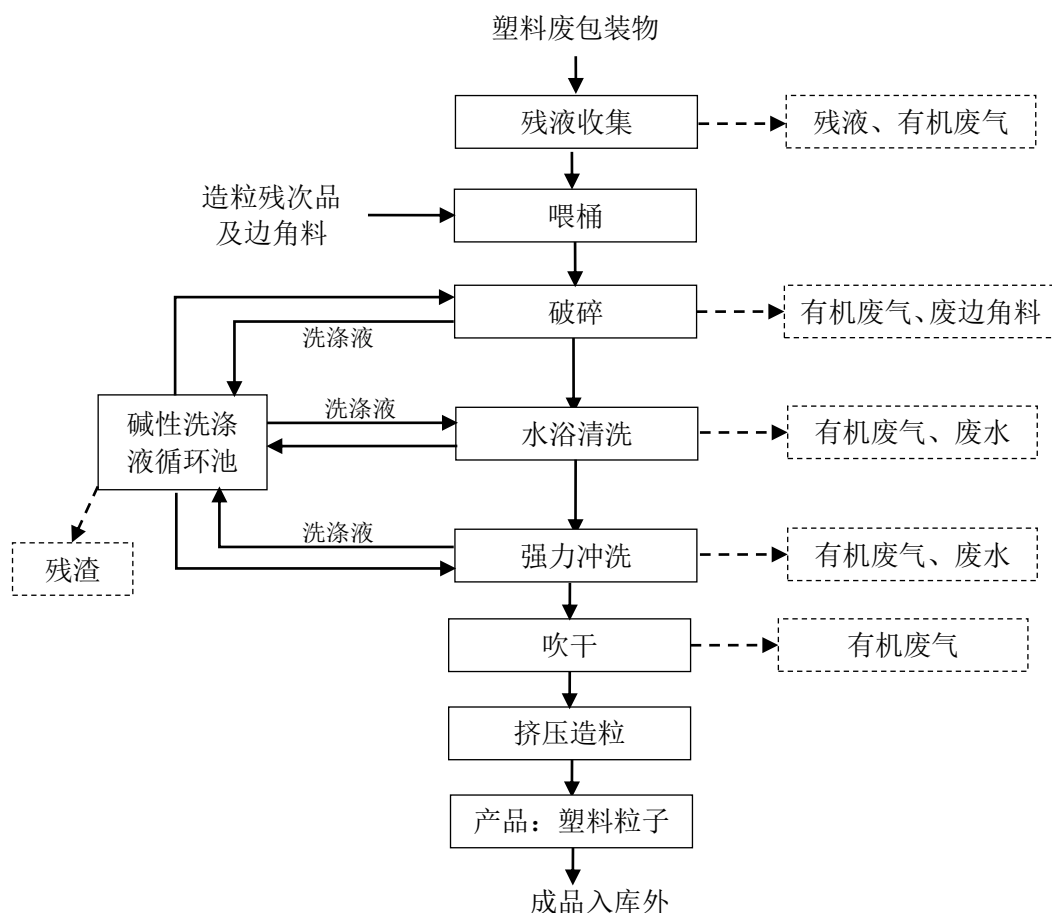 塑料废包装物
残液收集
残液、有机废气
造粒残次品
及边角料
喂桶
破碎
有机废气、废边角料
洗涤液
碱性洗涤
液循环池
洗涤液
水浴清洗
有机废气、废水
残渣
洗涤液
强力冲洗
有机废气、废水
吹干
有机废气
挤压造粒
产品：塑料粒子
成品入库外